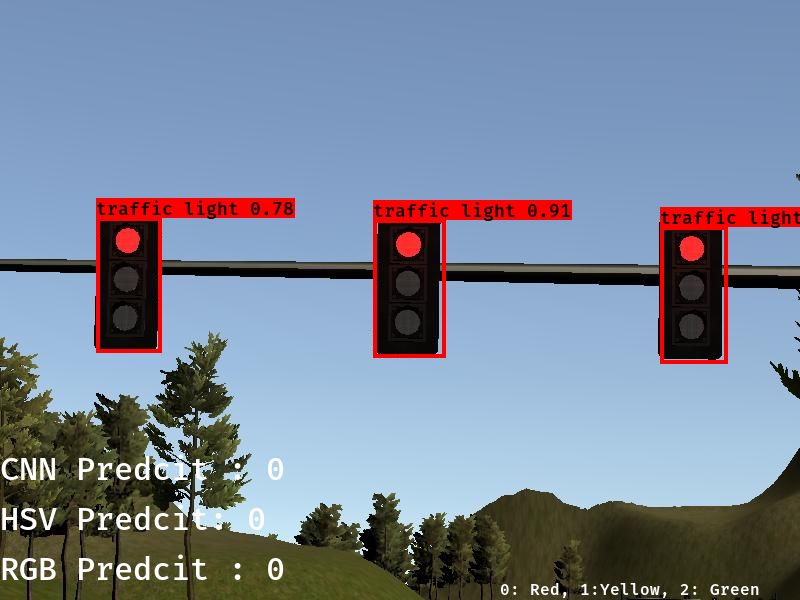 traffic light 0.78
traffic light 0.91
traffic light
CNN Predcit : 0
HSV Predcit: 0
RGB Predcit : 0
0: Red, 1:Yellow, 2: Green